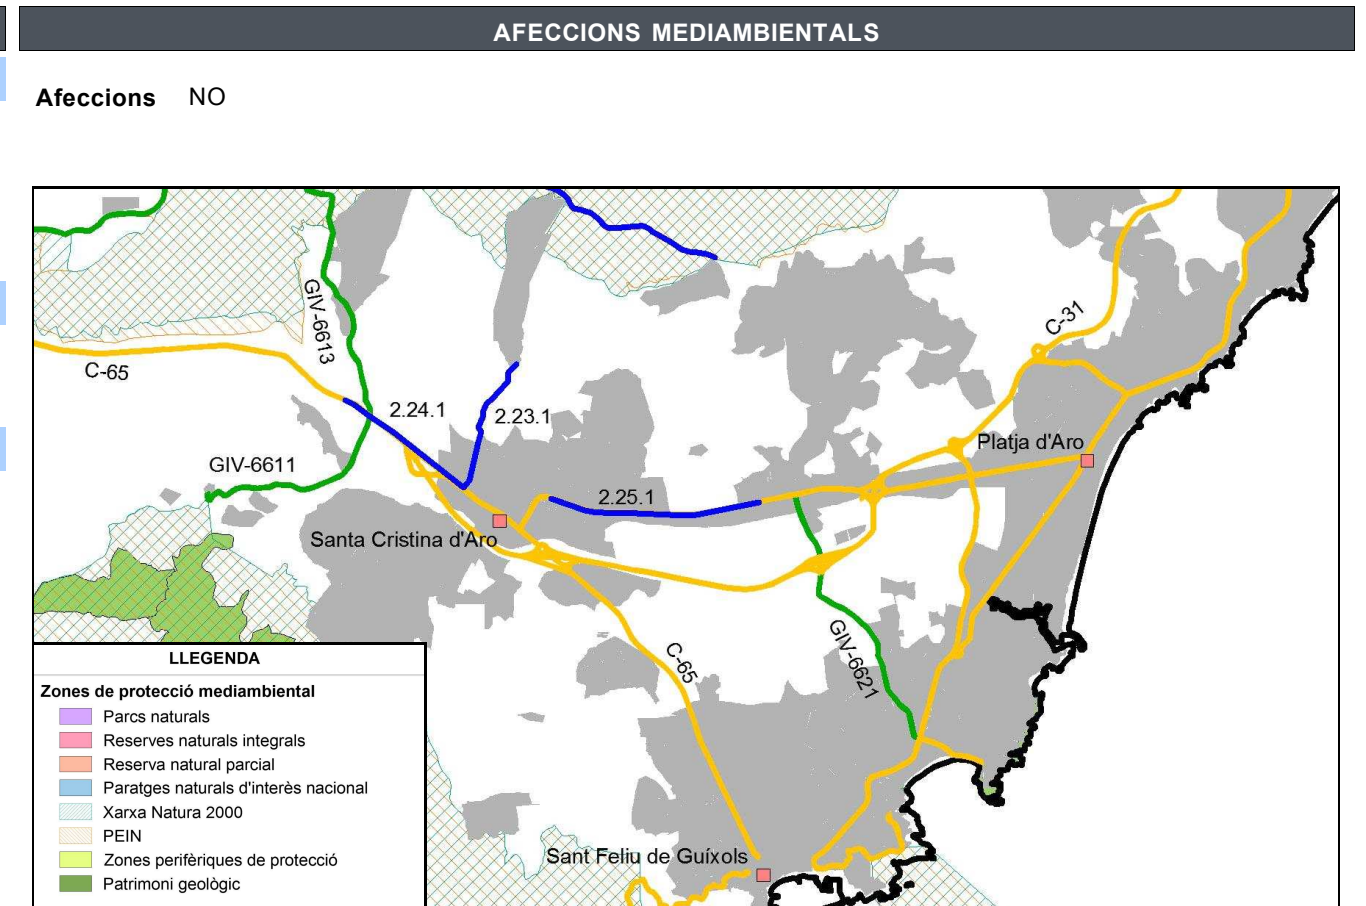 AFECCIONS MEDIAMBIENTALS
Afeccions NO
GIV-6613
C-31
C-65
2.24.1
2.23.1
Platja d'Aro
GIV-6611
2.25.1
Santa Cristina d'Aro
GIV-6621
C-65
Sant Feliu de Guíxols
LLEGENDA
Zones de protecció mediambiental
Parcs naturals
Reserves naturals integrals
Reserva natural parcial
Paratges naturals d'interès nacional
Xarxa Natura 2000
PEIN
Zones perifèriques de protecció
Patrimoni geològic